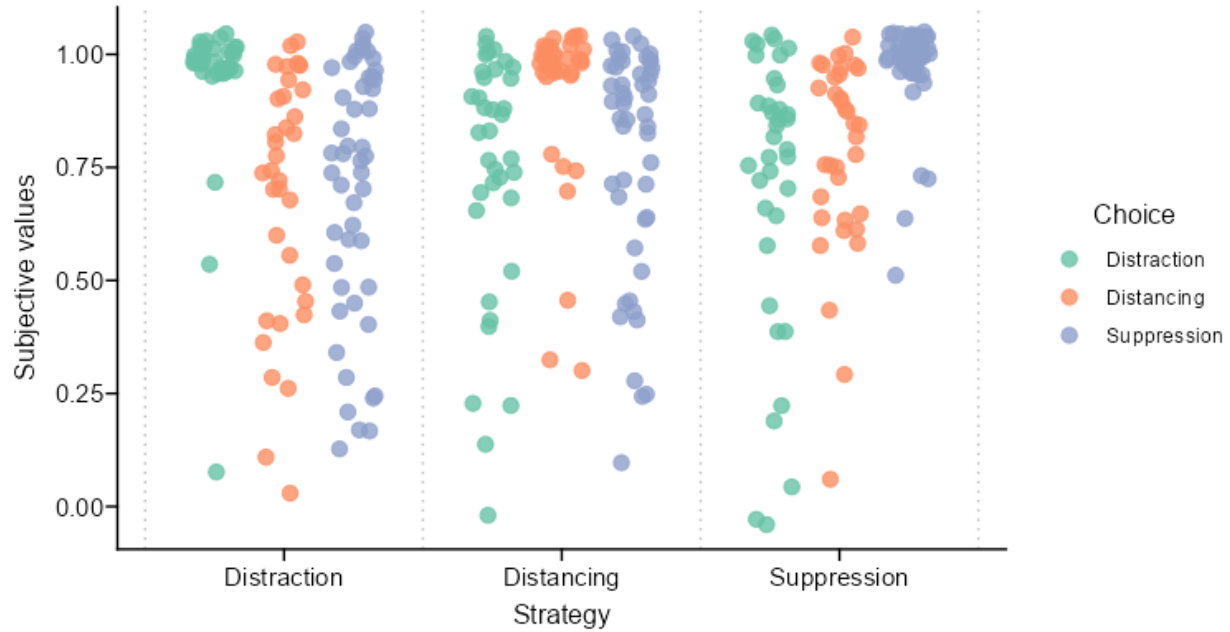 Subjective values
1.00
0.75
0.50
0.25
0.00
Distraction
Distancing
Suppression
Strategy
Choice
Distraction
Distancing
Suppression